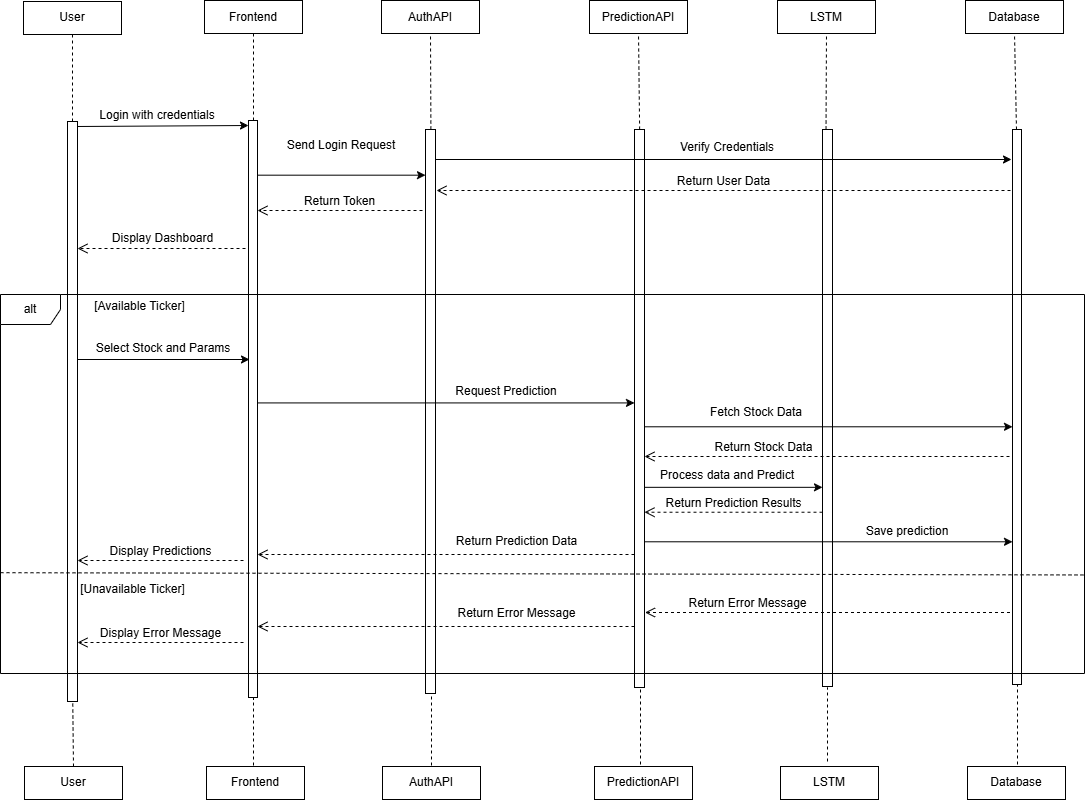 User
Frontend
AuthAPI
PredictionAPI
LSTM
Database
Login with credentials
Send Login Request
Verify Credentials
Return User Data
Return Token
Display Dashboard
alt
[Available Ticker]
Select Stock and Params
Request Prediction
Fetch Stock Data
Return Stock Data
Process data and Predict
Return Prediction Results
Save prediction
Return Prediction Data
Display Predictions
[Unavailable Ticker]
Return Error Message
Return Error Message
Display Error Message
User
Frontend
AuthAPI
PredictionAPI
LSTM
Database